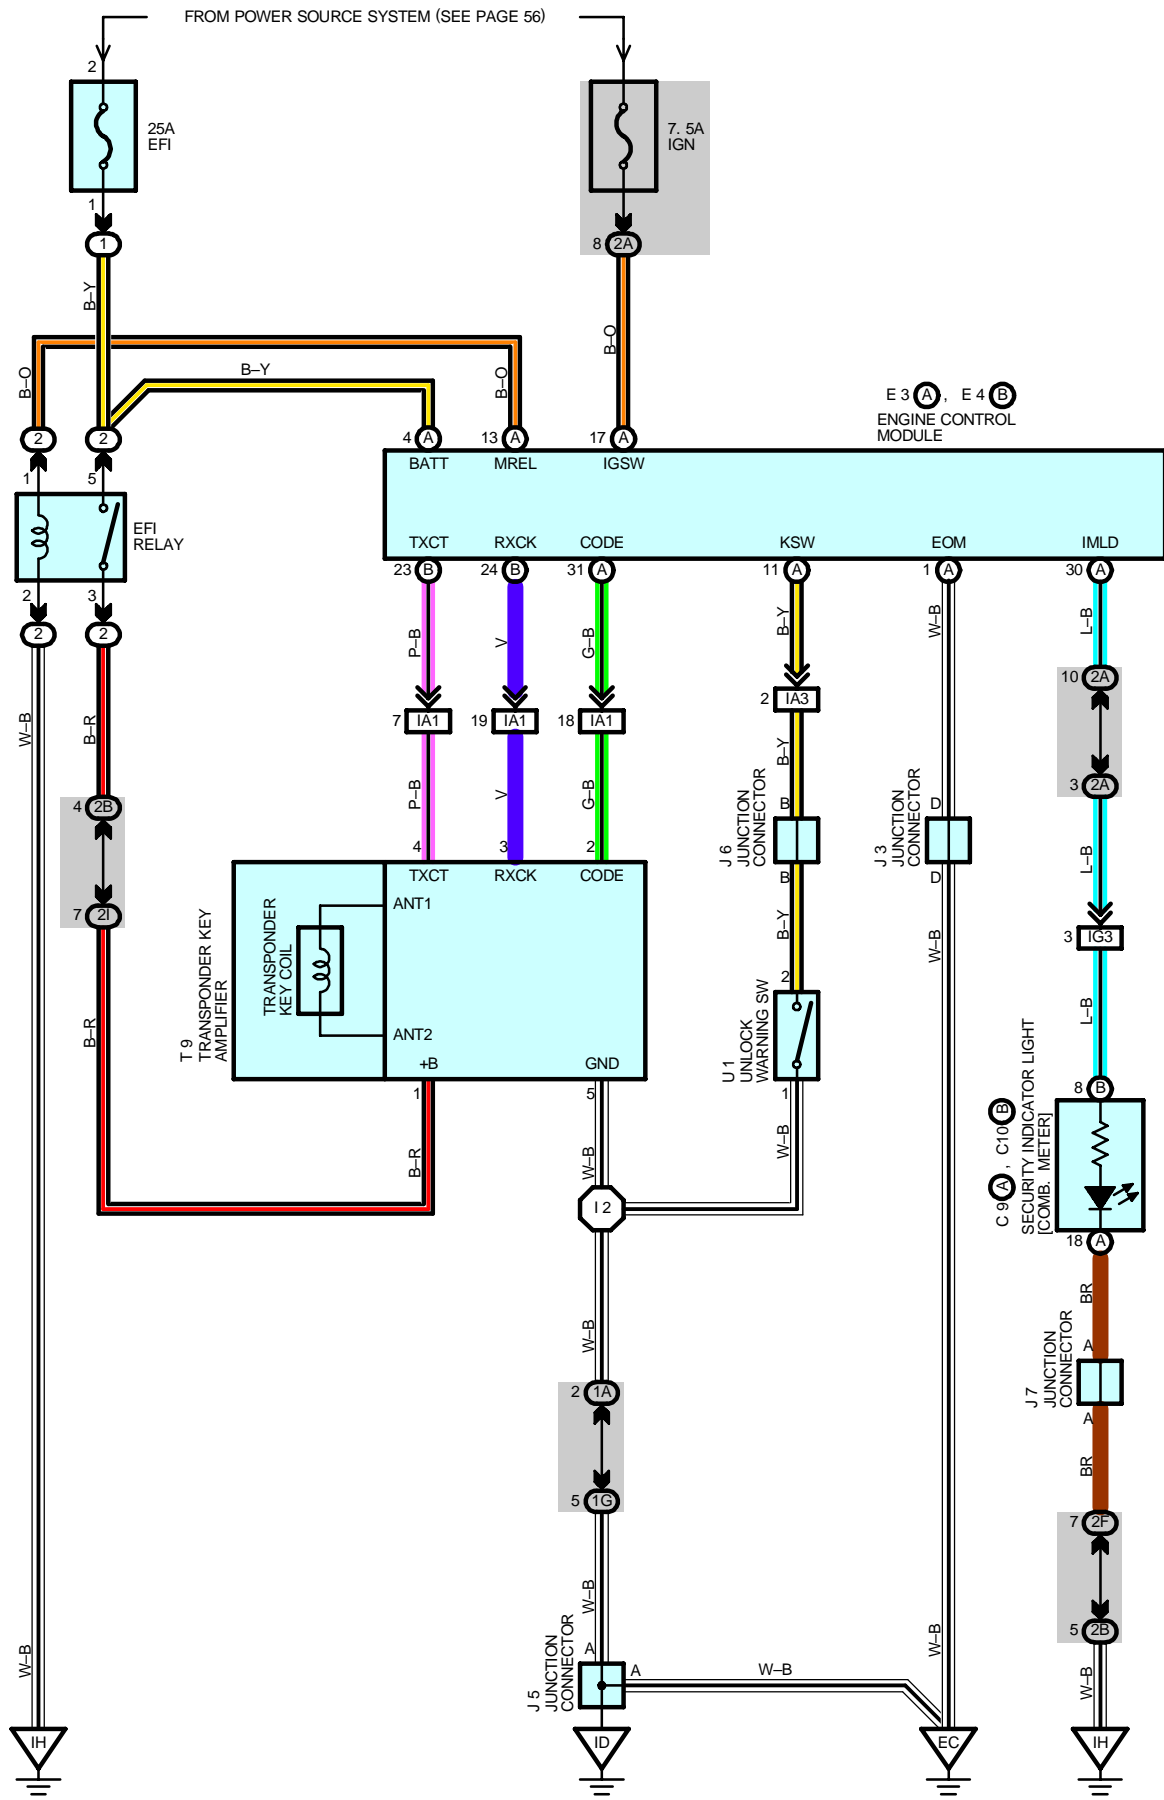 FROM POWER SOURCE SYSTEM (SEE PAGE 56)
2
25A
EFI
7. 5A
IGN
1
1
8 2A
B–Y
B–O
B–Y
B–O
B–O
E 3 A , E 4 B
ENGINE CONTROL
MODULE
2
2
4 A
13 A
17 A
1
5
BATT
MREL
IGSW
EFI
RELAY
TXCT
RXCK
CODE
KSW
EOM
IMLD
23 B
24 B
31 A
11 A
1 A
30 A
2
3
2
2
P–B
V
G–B
B–Y
W–B
L–B
10 2A
2 IA3
7 IA1
19 IA1
18 IA1
W–B
B–R
B–Y
3 2A
4 2B
P–B
V
G–B
J 6
JUNCTION
CONNECTOR
B
B
J 3
JUNCTION
CONNECTOR
D
D
L–B
4
3
2
7 2I
TXCT
RXCK
CODE
T 9
TRANSPONDER KEY
AMPLIFIER
TRANSPONDER
KEY COIL
ANT1
ANT2
+B
GND
B–Y
W–B
3 IG3
B–R
2
U 1
UNLOCK
WARNING SW
L–B
1
5
1
8 B
C 9 A , C10 B
SECURITY INDICATOR LIGHT
[COMB. METER]
B–R
W–B
W–B
I 2
18 A
W–B
BR
A
J 7
JUNCTION
CONNECTOR
A
2 1A
BR
5 1G
7 2F
W–B
5 2B
W–B
A
J 5
JUNCTION
CONNECTOR
A
W–B
W–B
W–B
IH
ID
EC
IH